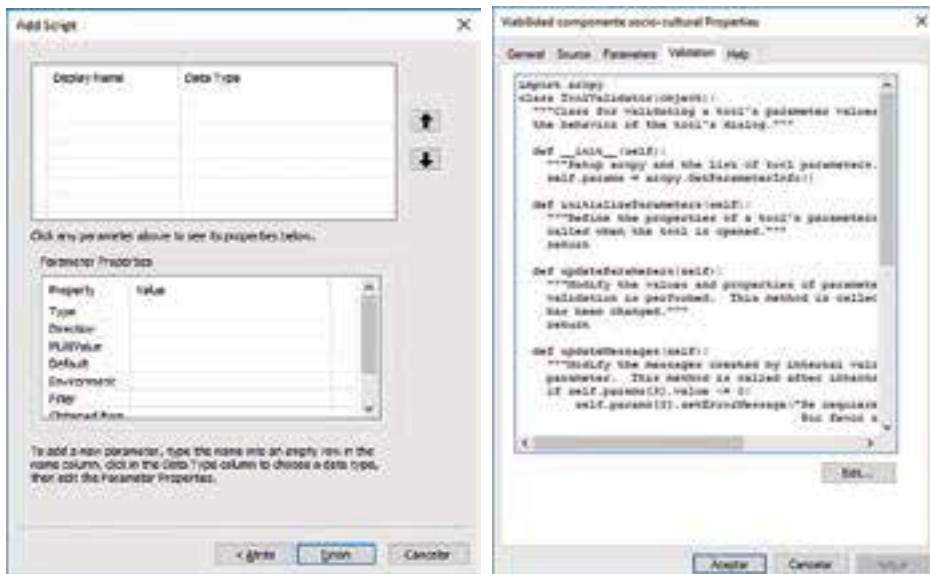 Add Script
Display Name Data Type
Click any parameter above to see its properties below.
Parameter Properties
Property Value
Type
Direction
MultiValue
Default
Environment
Filter
Obtained from
To add a new parameter, type the name into an empty row in the
name column, click in the Data Type column to choose a data type,
then edit the Parameter Properties.
< Atrás Cancelar
Viabilidad componente socio-cultural Properties
General Source Parameters Validation Help
import arcpy
class ToolValidator(object):
"""Class for validating a tool's parameter values
the behavior of the tool's dialog."""
def __init__(self):
"""Setup arcpy and the list of tool parameters.
self.params = arcpy.GetParameterInfo()
def initializeParameters(self):
"""Refine the properties of a tool's parameters
called when the tool is opened."""
return
def updateParameters(self):
"""Modify the values and properties of paramete
validation is performed. This method is called
has been changed."""
return
def updateMessages(self):
"""Modify the messages created by internal vali
parameter. This method is called after interna
if self.params[0].value <= 0:
self.params[0].setErrorMessage("Se requiere
Por favor
Edit...
Aceptar Cancelar